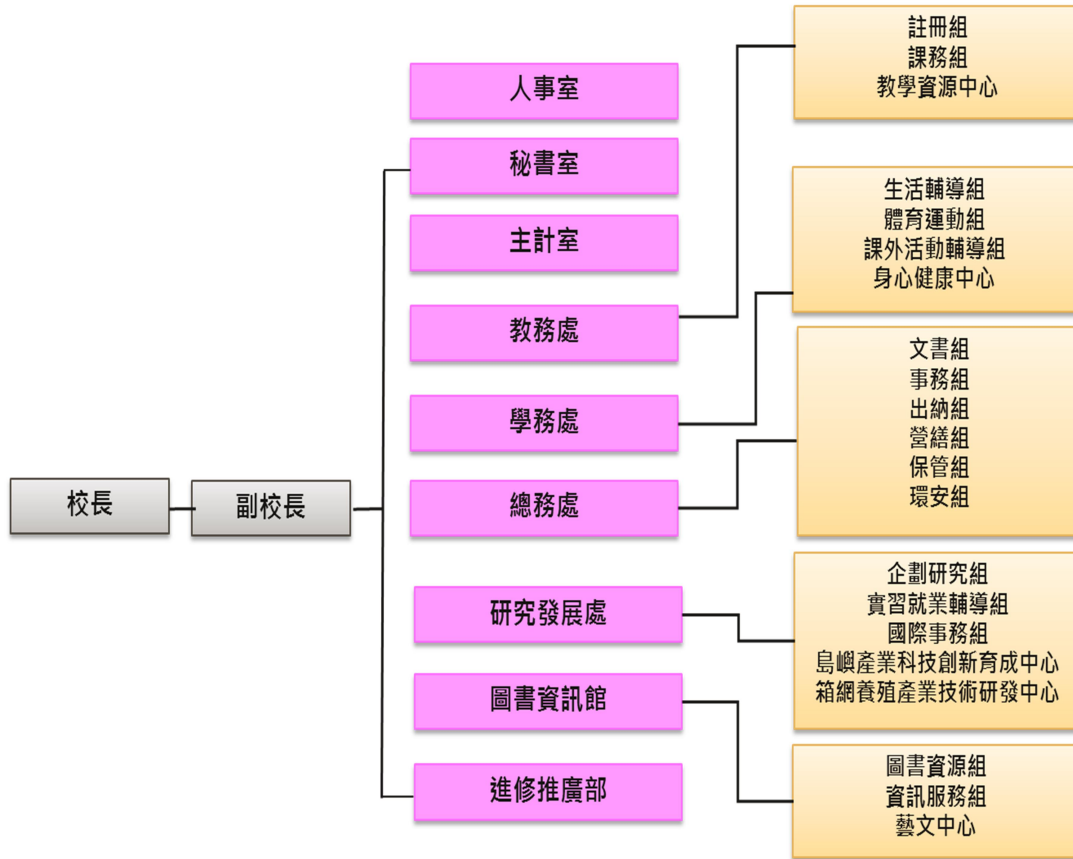 校長
副校長
人事室
秘書室
主計室
教務處
學務處
總務處
研究發展處
圖書資訊館
進修推廣部
註冊組
課務組
教學資源中心
生活輔導組
體育運動組
課外活動輔導組
身心健康中心
文書組
事務組
出納組
營繕組
保管組
環安組
企劃研究組
實習就業輔導組
國際事務組
島嶼產業科技創新育成中心
箱網養殖產業技術研發中心
圖書資源組
資訊服務組
藝文中心